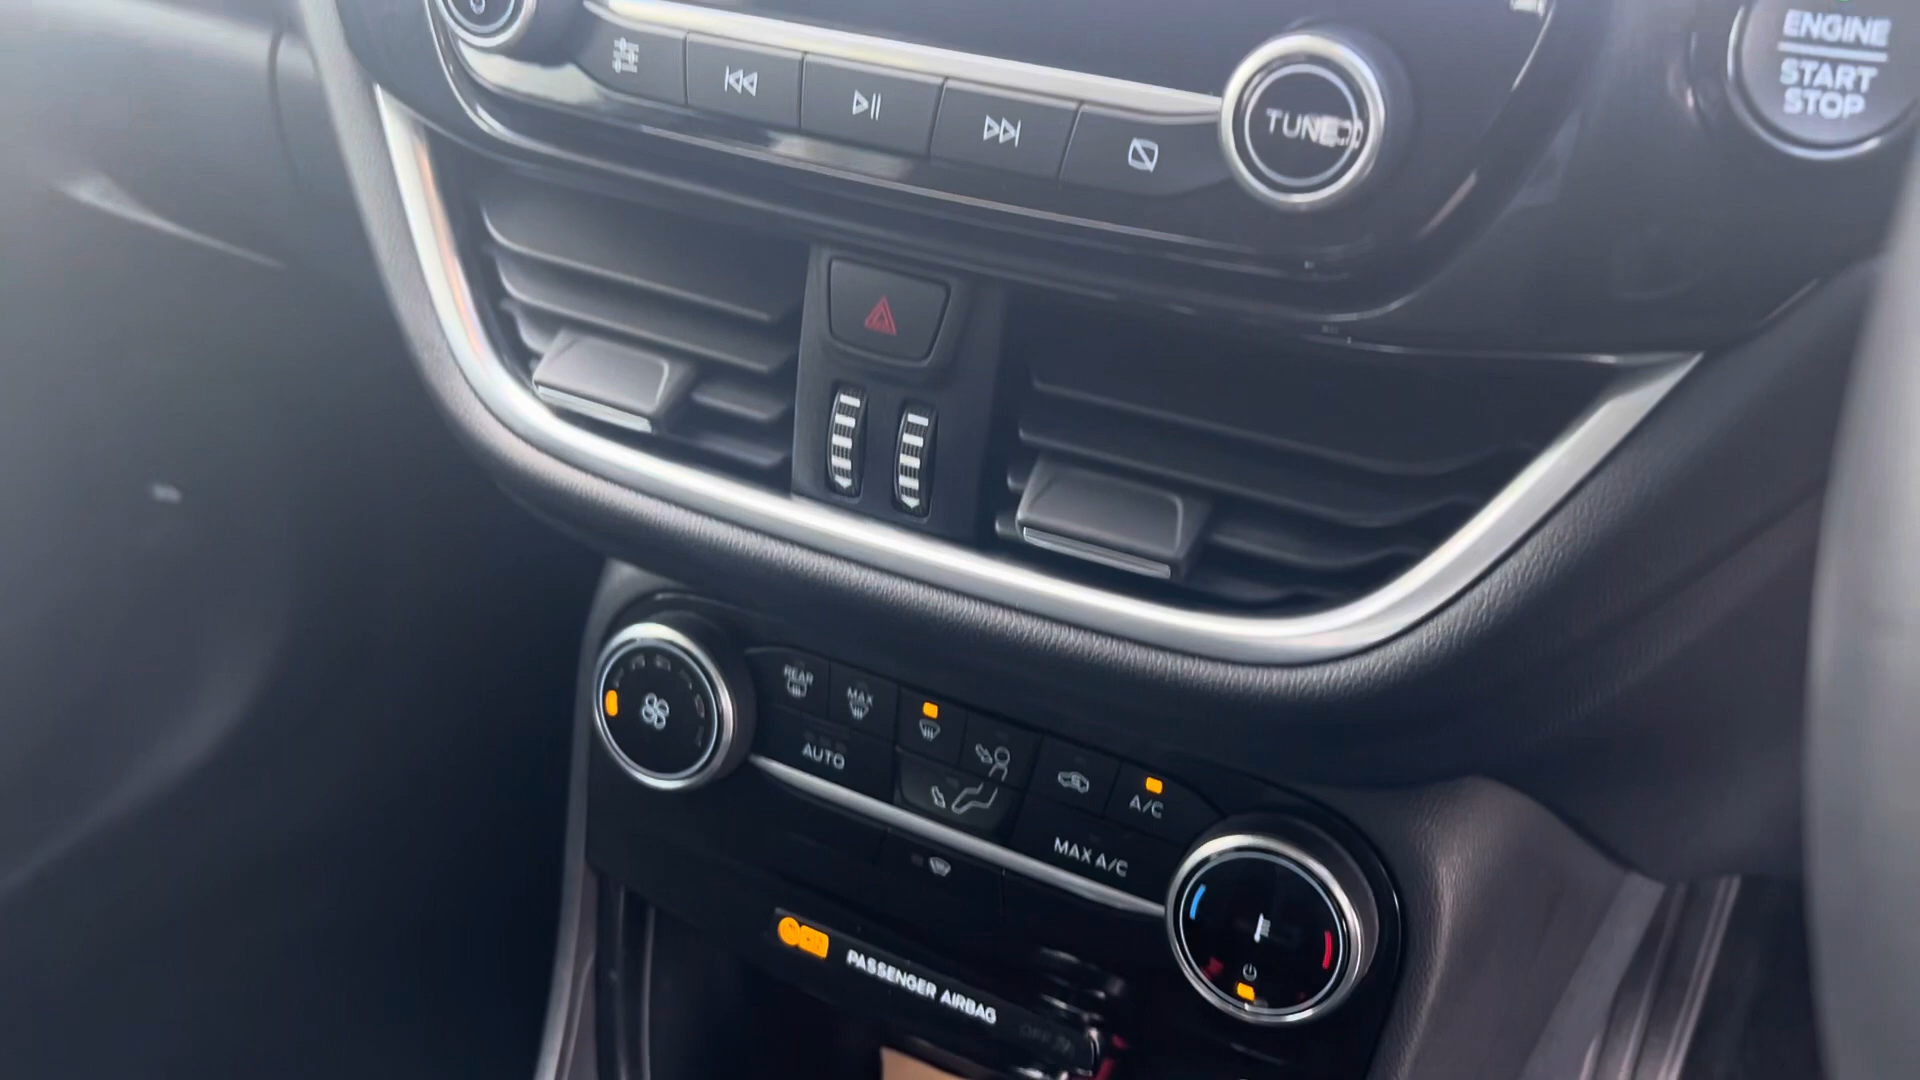 ENGINE
START
STOP
TUNE
REAR
MAX
AUTO
A/C
MAX A/C
PASSENGER AIRBAG